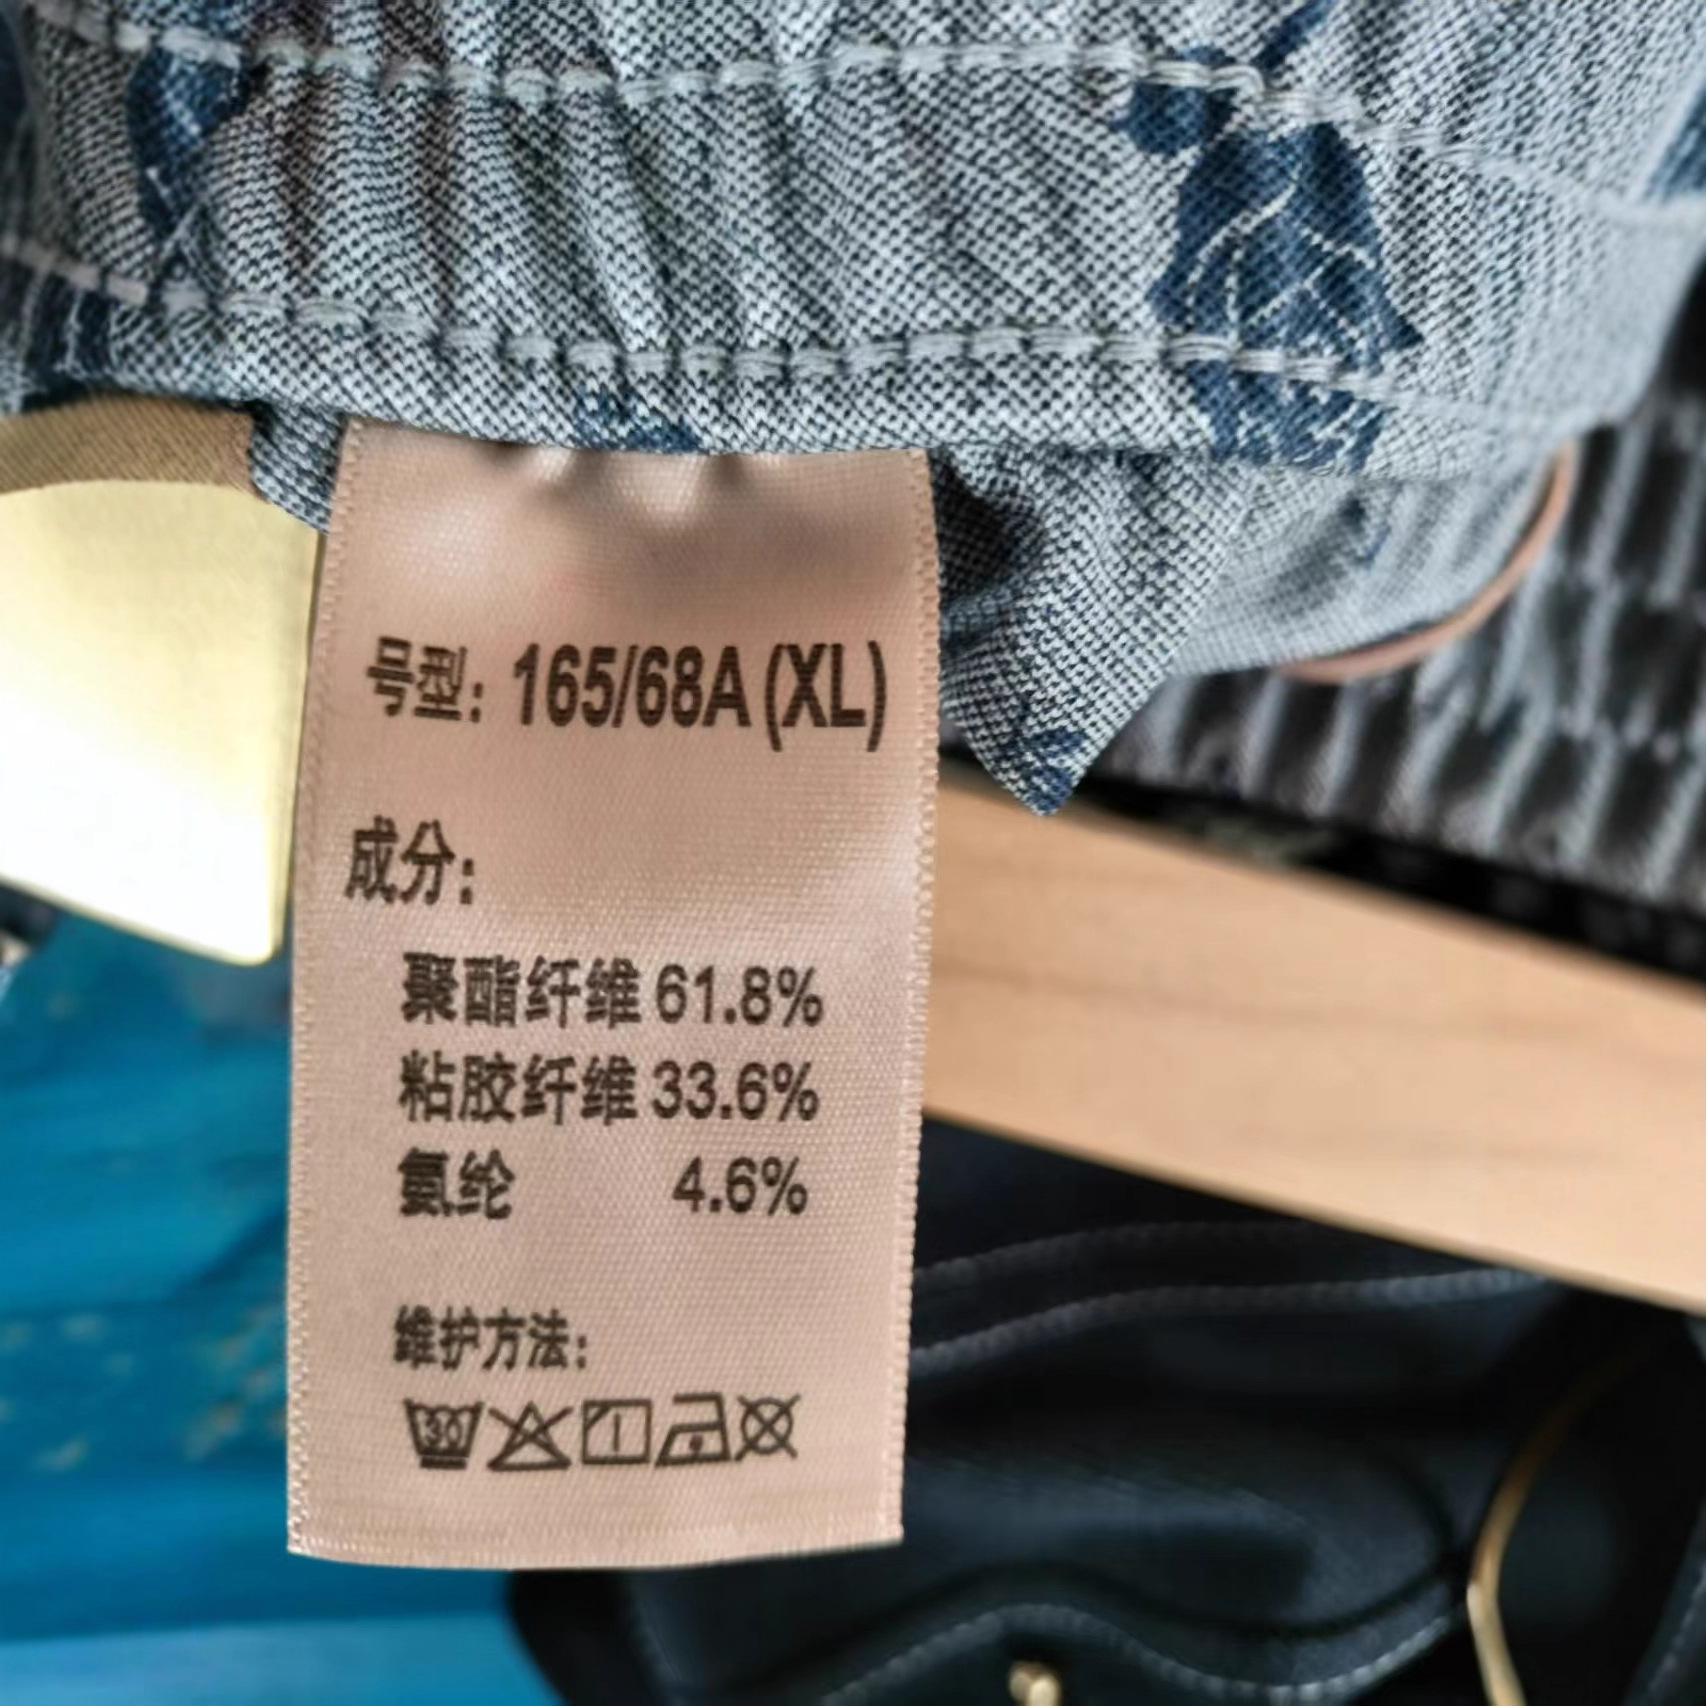 号型: 165/68A (XL)
成分:
聚酯纤维 61.8%
粘胶纤维 33.6%
氨纶 4.6%
维护方法:
30